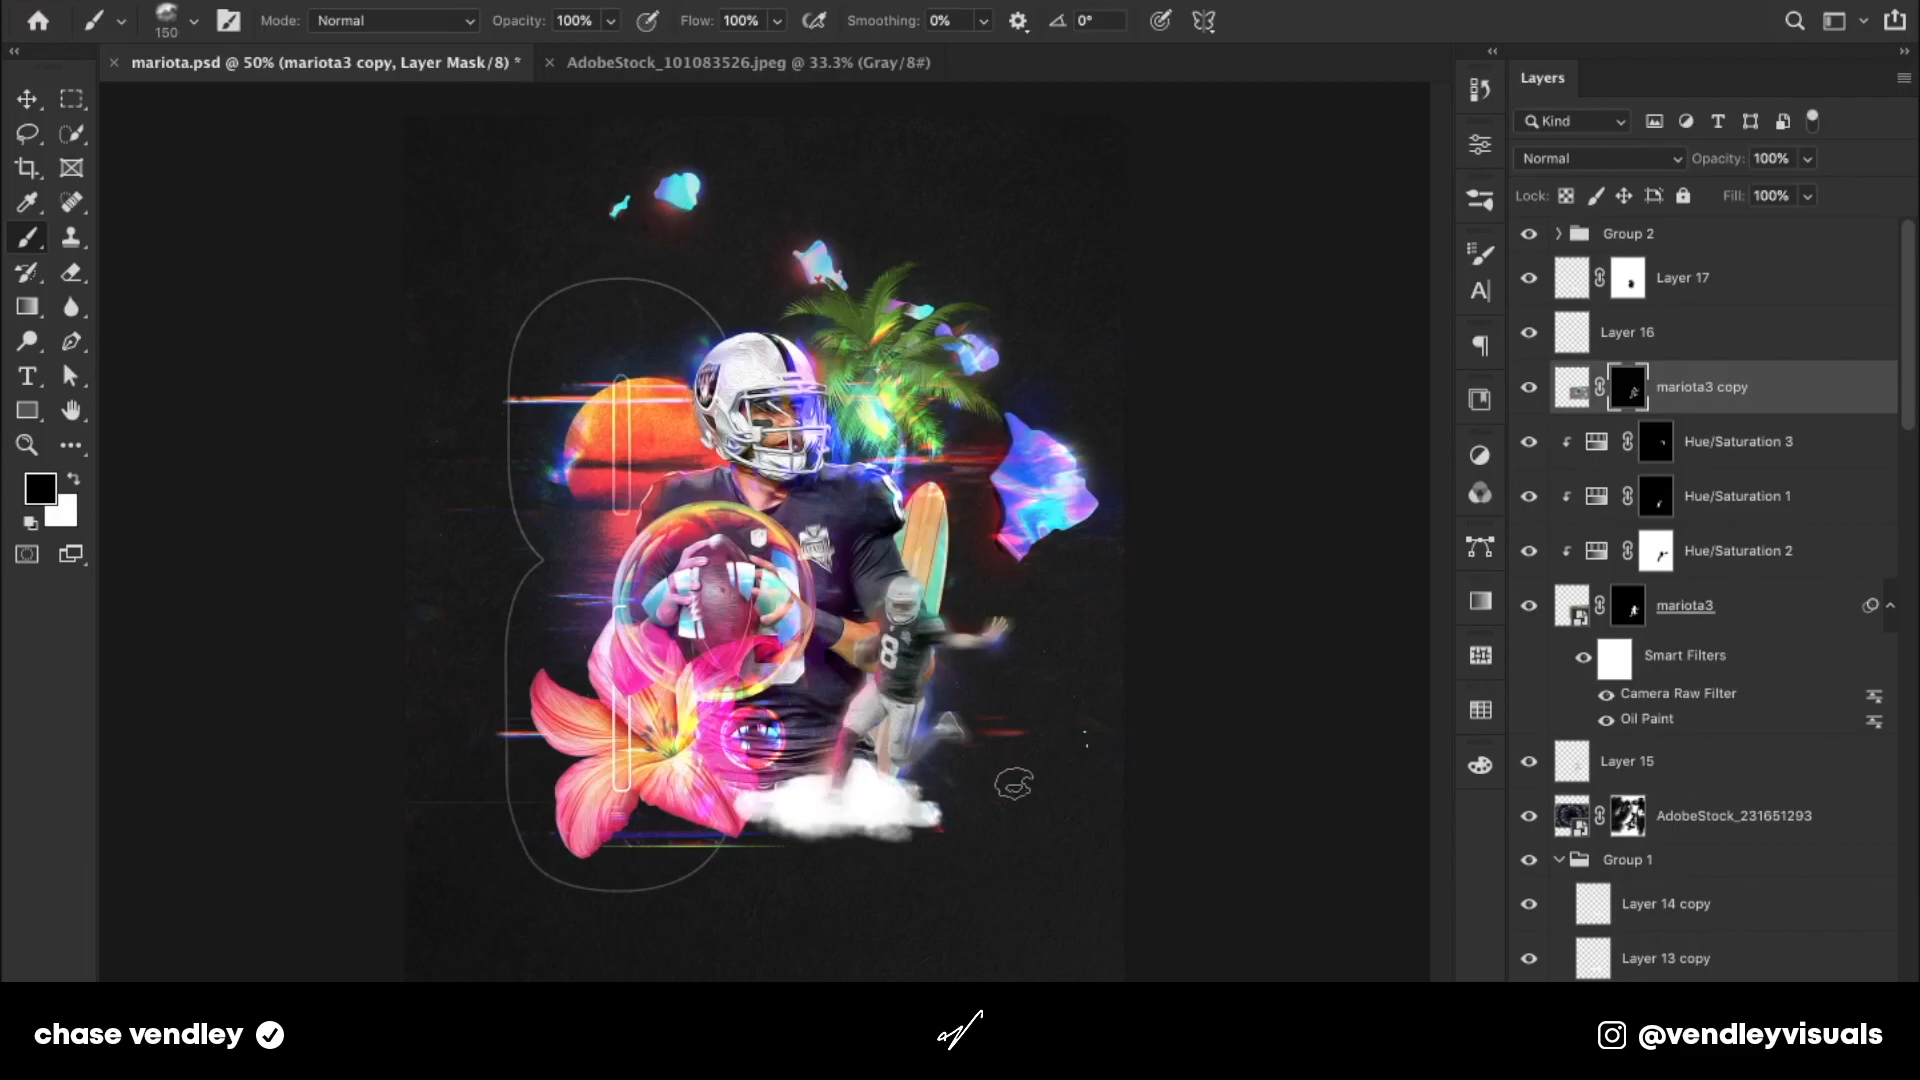 150
Mode: Normal
Opacity: 100%
Flow: 100%
Smoothing: 0%
0°
mariota.psd @ 50% (mariota3 copy, Layer Mask/8) *
AdobeStock_101083526.jpeg @ 33.3% (Gray/8#)
Layers
Kind
Normal
Opacity: 100%
Lock:
Fill: 100%
Group 2
Layer 17
Layer 16
mariota3 copy
Hue/Saturation 3
Hue/Saturation 1
Hue/Saturation 2
mariota3
Smart Filters
Camera Raw Filter
Oil Paint
Layer 15
AdobeStock_231651293
Group 1
Layer 14 copy
Layer 13 copy
8
chase vendley
@vendleyvisuals